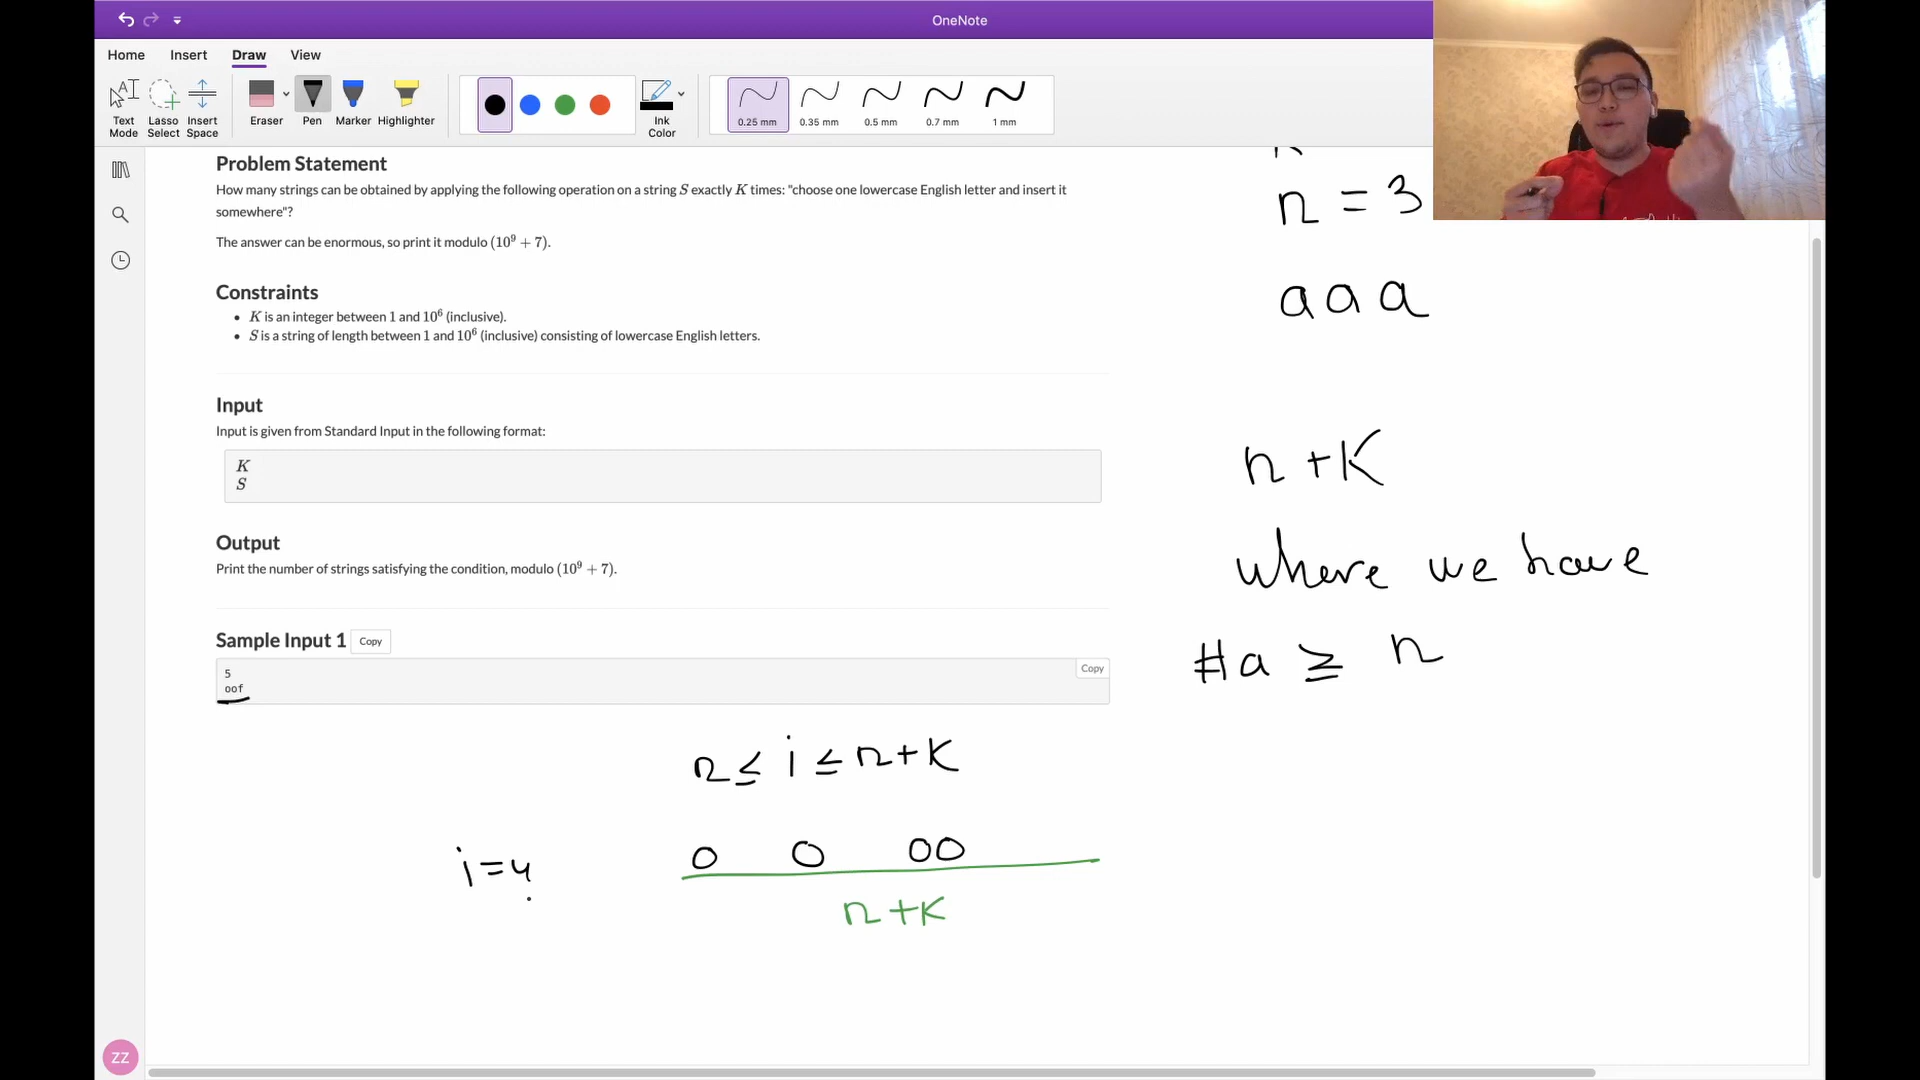 OneNote
Home Insert Draw View
Text Mode
Lasso Select
Insert Space
Eraser
Pen
Marker
Highlighter
Ink Color
0.25 mm
0.35 mm
0.5 mm
0.7 mm
1 mm
Problem Statement
How many strings can be obtained by applying the following operation on a string S exactly K times: "choose one lowercase English letter and insert it
somewhere"?
The answer can be enormous, so print it modulo (10⁹ + 7).
Constraints
• K is an integer between 1 and 10⁶ (inclusive).
• S is a string of length between 1 and 10⁶ (inclusive) consisting of lowercase English letters.
Input
Input is given from Standard Input in the following format:
K
S
Output
Print the number of strings satisfying the condition, modulo (10⁹ + 7).
Sample Input 1 Copy
Copy
5
oof
n ≤ i ≤ n+K
i=4
o o oo
n+K
n = 3
a a a
n+K
where we have
#a ≥ n
ZZ